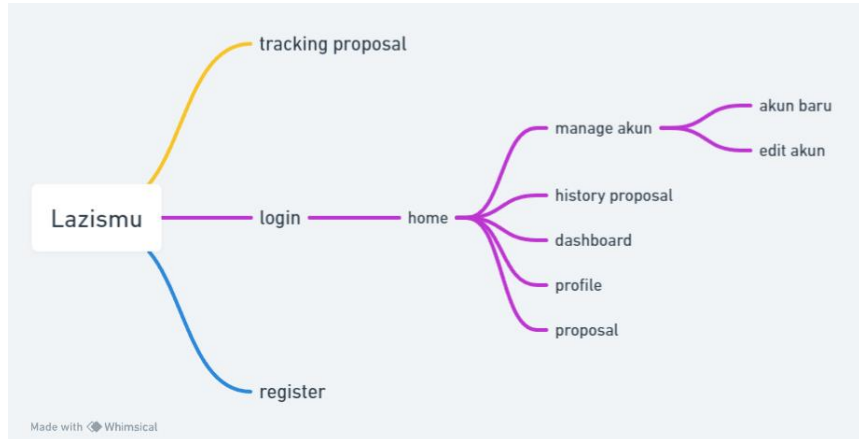 tracking proposal
akun baru
manage akun
edit akun
history proposal
Lazismu
login
home
dashboard
profile
proposal
register
Made with Whimsical